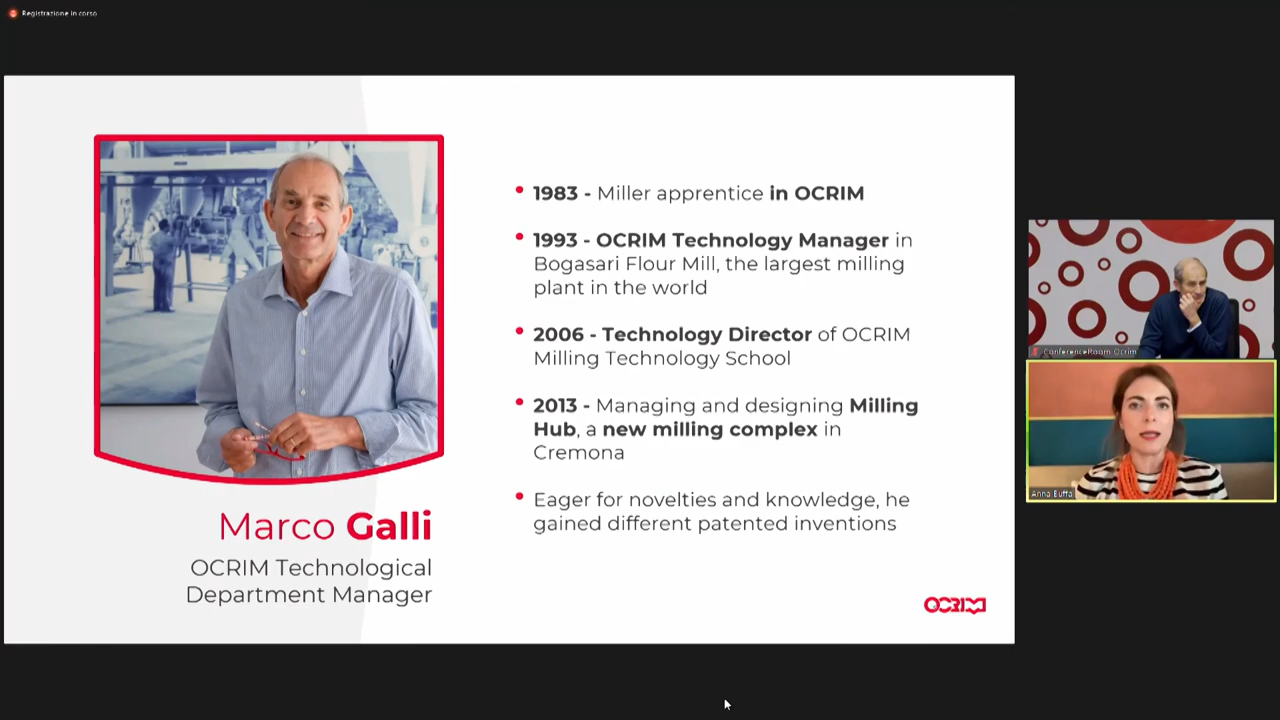 Registrazione in corso
1983 - Miller apprentice in OCRIM
1993 - OCRIM Technology Manager in
Bogasari Flour Mill, the largest milling
plant in the world
2006 - Technology Director of OCRIM
Milling Technology School
2013 - Managing and designing Milling
Hub, a new milling complex in
Cremona
Eager for novelties and knowledge, he
gained different patented inventions
Marco Galli
OCRIM Technological
Department Manager
OCRIM
ConferenceRoom Ocrim
Anna Buffa